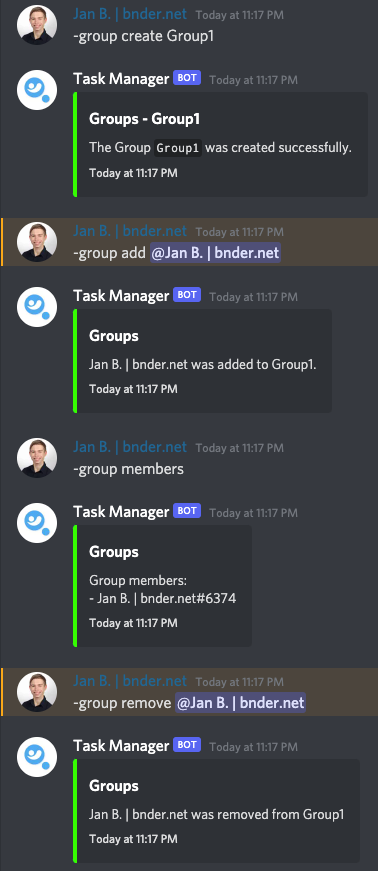 Jan B. | bnder.net Today at 11:17 PM
-group create Group1
Task Manager BOT Today at 11:17 PM
Groups - Group1
The Group Group1 was created successfully.
Today at 11:17 PM
Jan B. | bnder.net Today at 11:17 PM
-group add @Jan B. | bnder.net
Task Manager BOT Today at 11:17 PM
Groups
Jan B. | bnder.net was added to Group1.
Today at 11:17 PM
Jan B. | bnder.net Today at 11:17 PM
-group members
Task Manager BOT Today at 11:17 PM
Groups
Group members:
- Jan B. | bnder.net#6374
Today at 11:17 PM
Jan B. | bnder.net Today at 11:17 PM
-group remove @Jan B. | bnder.net
Task Manager BOT Today at 11:17 PM
Groups
Jan B. | bnder.net was removed from Group1
Today at 11:17 PM